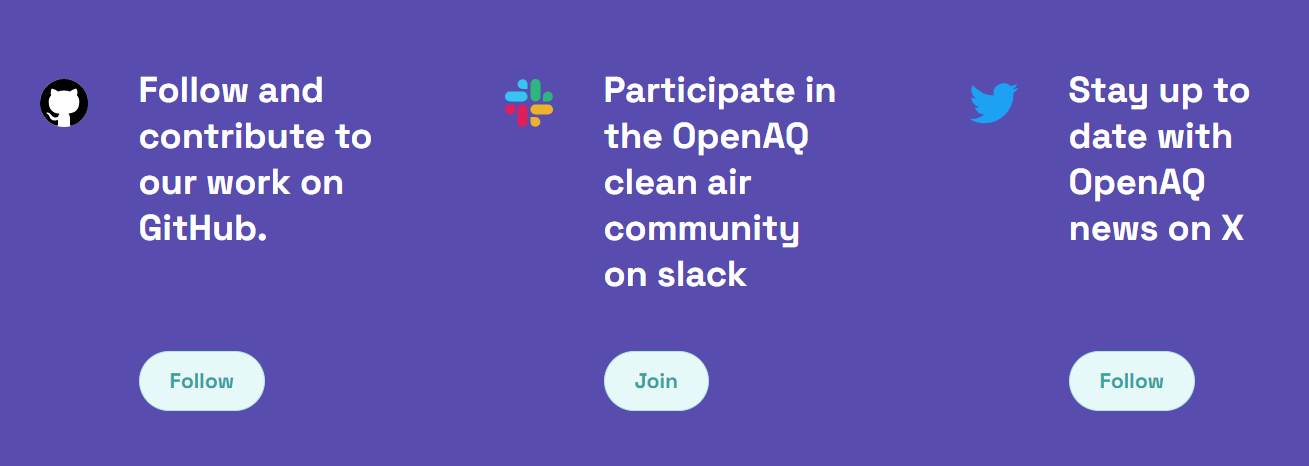 Follow and
contribute to
our work on
GitHub.
Follow
Participate in
the OpenAQ
clean air
community
on slack
Join
Stay up to
date with
OpenAQ
news on X
Follow